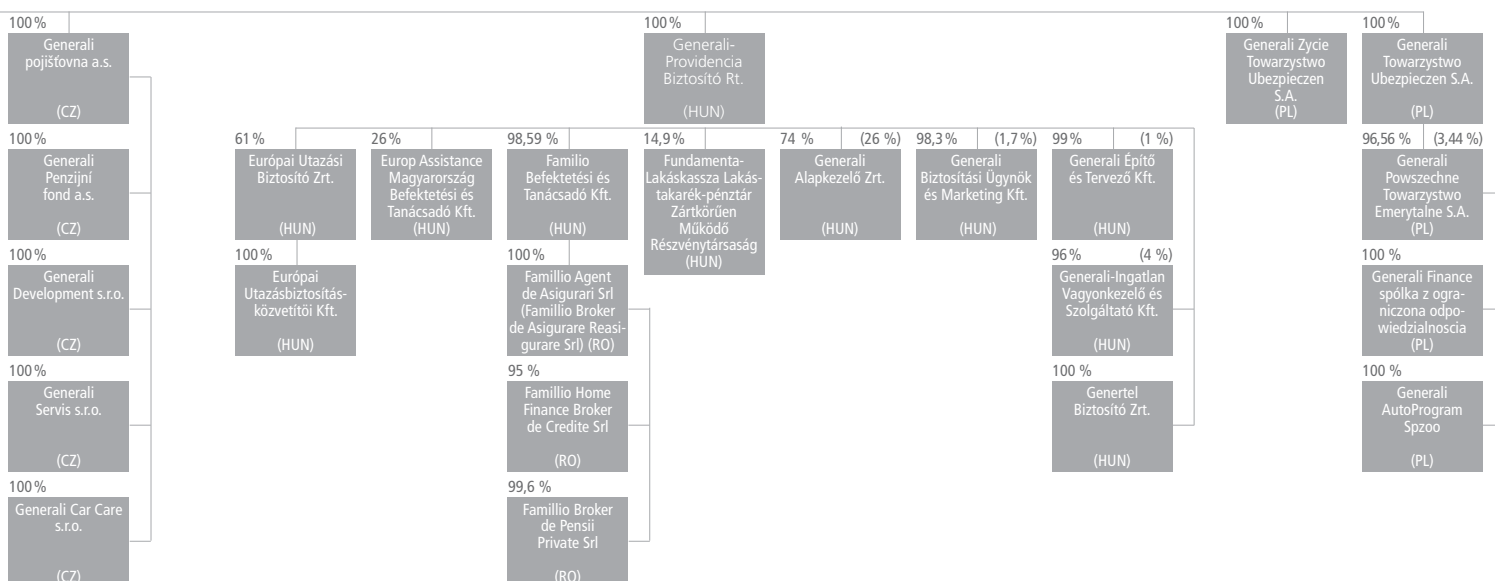 100 %
Generali
pojišťovna a.s.
(CZ)
100 %
Generali
Penzijní
fond a.s.
(CZ)
100 %
Generali
Development s.r.o.
(CZ)
100 %
Generali
Servis s.r.o.
(CZ)
100 %
Generali Car Care
s.r.o.
(CZ)
100 %
Generali-
Providencia
Biztosító Rt.
(HUN)
61 %
Európai Utazási
Biztosító Zrt.
(HUN)
100 %
Európai
Utazásbiztosítás-
közvetítöi Kft.
(HUN)
26 %
Europ Assistance
Magyarország
Befektetési és
Tanácsadó Kft.
(HUN)
98,59 %
Familio
Befektetési és
Tanácsadó Kft.
(HUN)
100 %
Famillio Agent
de Asigurari Srl
(Famillio Broker
de Asigurare Reasi-
gurare Srl) (RO)
95 %
Famillio Home
Finance Broker
de Credite Srl
(RO)
99,6 %
Famillio Broker
de Pensii
Private Srl
(RO)
14,9 %
Fundamenta-
Lakáskassza Lakás-
takarék-pénztár
Zártkörűen
Működő
Részvénytársaság
(HUN)
74 % (26 %)
Generali
Alapkezelő Zrt.
(HUN)
98,3 % (1,7 %)
Generali
Biztosítási Ügynök
és Marketing Kft.
(HUN)
99 % (1 %)
Generali Építő
és Tervező Kft.
(HUN)
96 % (4 %)
Generali-Ingatlan
Vagyonkezelő és
Szolgáltató Kft.
(HUN)
100 %
Genertel
Biztosító Zrt.
(HUN)
100 %
Generali Zycie
Towarzystwo
Ubezpieczen
S.A.
(PL)
100 %
Generali
Towarzystwo
Ubezpieczen S.A.
(PL)
96,56 % (3,44 %)
Generali
Powszechne
Towarzystwo
Emerytalne S.A.
(PL)
100 %
Generali Finance
spólka z ogra-
niczona odpo-
wiedzialnoscia
(PL)
100 %
Generali
AutoProgram
Spzoo
(PL)